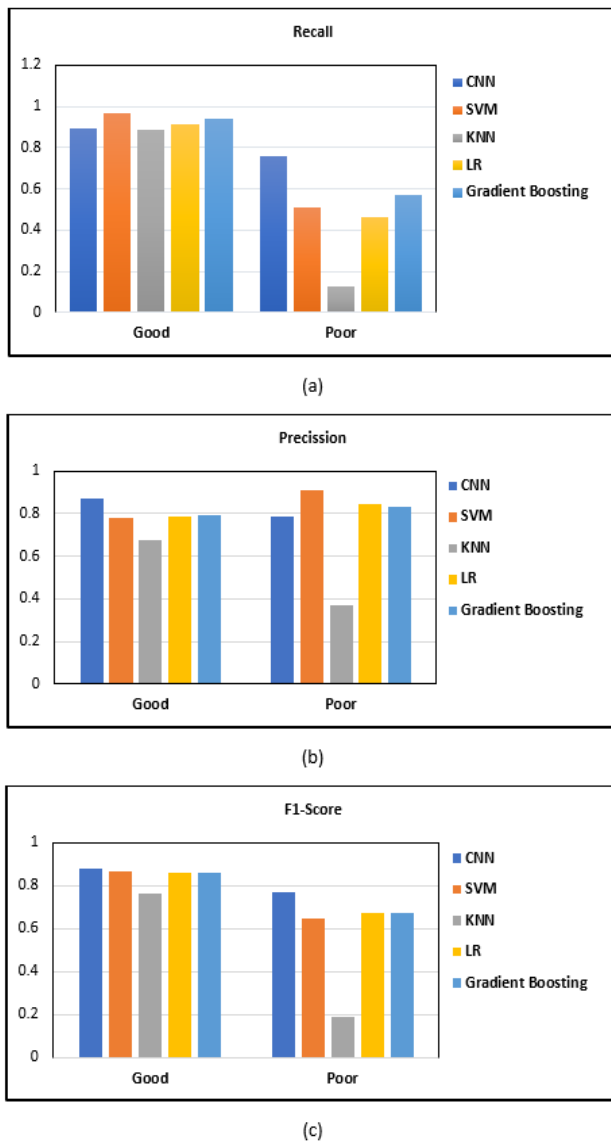 Recall
1.2
1
0.8
0.6
0.4
0.2
0
Good
Poor
CNN
SVM
KNN
LR
Gradient Boosting
(a)
Precission
1
0.8
0.6
0.4
0.2
0
Good
Poor
CNN
SVM
KNN
LR
Gradient Boosting
(b)
F1-Score
1
0.8
0.6
0.4
0.2
0
Good
Poor
CNN
SVM
KNN
LR
Gradient Boosting
(c)